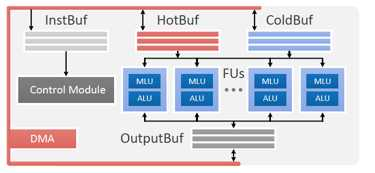 InstBuf HotBuf ColdBuf
FUs
MLU MLU MLU MLU
Control Module ALU ALU ALU ALU
DMA OutputBuf